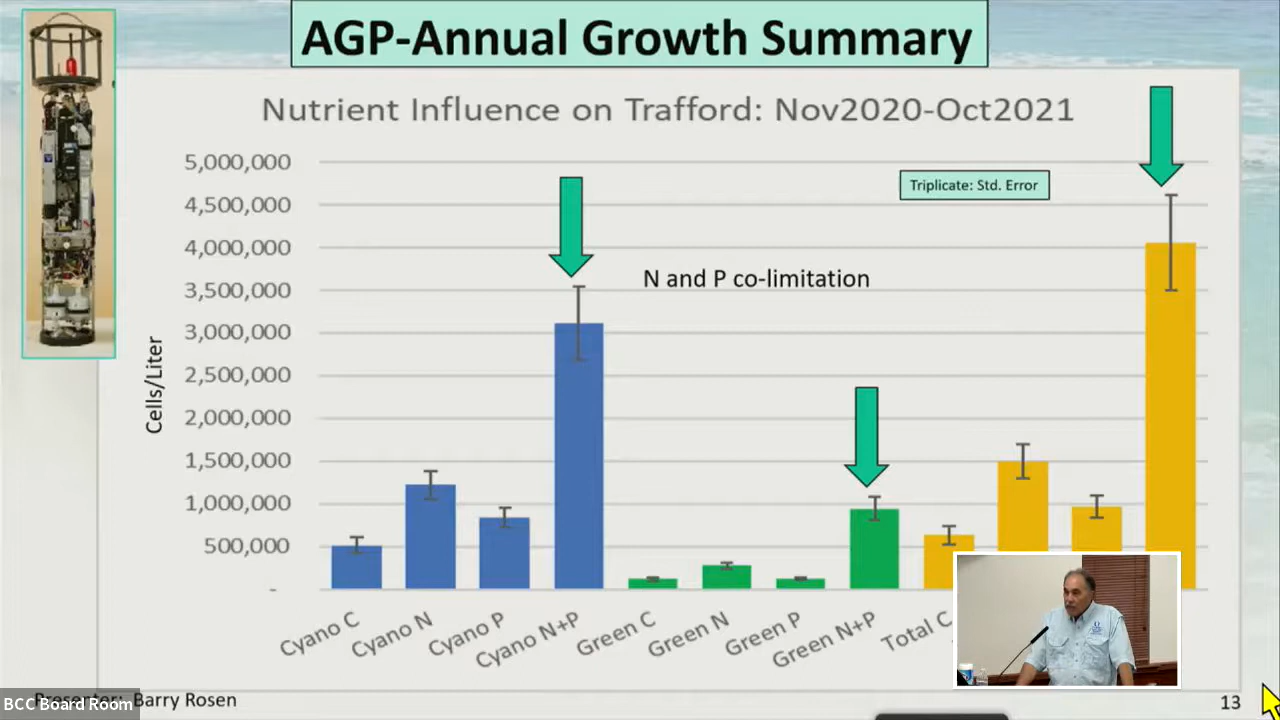 AGP-Annual Growth Summary
Nutrient Influence on Trafford: Nov2020-Oct2021
5,000,000
4,500,000
4,000,000
3,500,000
3,000,000
2,500,000
2,000,000
1,500,000
1,000,000
500,000
-
Cells/Liter
Triplicate: Std. Error
N and P co-limitation
Cyano C
Cyano N
Cyano P
Cyano N+P
Green C
Green N
Green P
Green N+P
Total C
Presenter: Barry Rosen
BCC Board Room
13